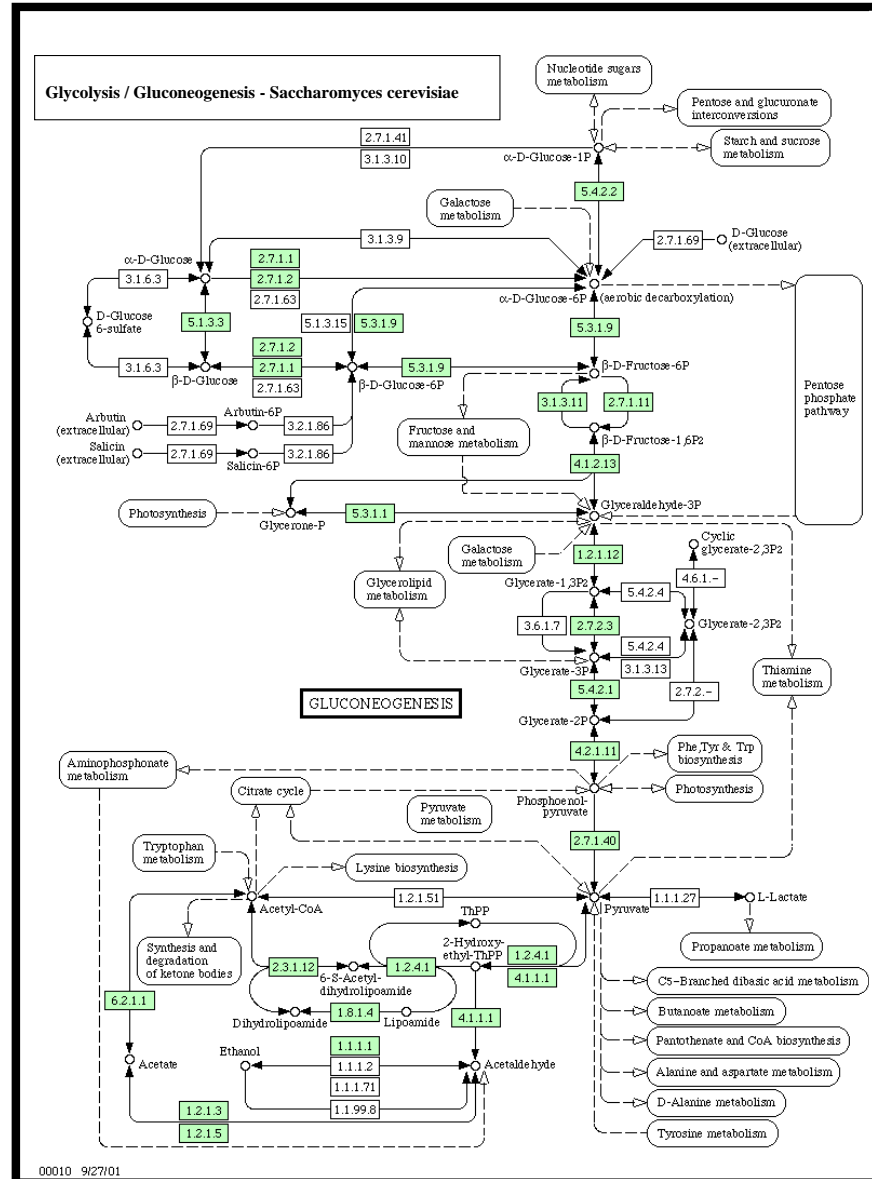 Glycolysis / Gluconeogenesis - Saccharomyces cerevisiae
Nucleotide sugars
metabolism
Pentose and glucuronate
interconversions
Starch and sucrose
metabolism
2.7.1.41
3.1.3.10
α-D-Glucose-1P
5.4.2.2
Galactose
metabolism
3.1.3.9
2.7.1.69
D-Glucose
(extracellular)
α-D-Glucose
2.7.1.1
2.7.1.2
2.7.1.63
3.1.6.3
α-D-Glucose-6P
(aerobic decarboxylation)
D-Glucose
6-sulfate
5.1.3.3
5.1.3.15
5.3.1.9
5.3.1.9
2.7.1.2
2.7.1.1
2.7.1.63
3.1.6.3
β-D-Glucose
β-D-Glucose-6P
5.3.1.9
β-D-Fructose-6P
Pentose
phosphate
pathway
3.1.3.11
2.7.1.11
Arbutin
(extracellular)
2.7.1.69
Arbutin-6P
3.2.1.86
Salicin
(extracellular)
2.7.1.69
Salicin-6P
3.2.1.86
Fructose and
mannose metabolism
β-D-Fructose-1,6P2
4.1.2.13
Glyceraldehyde-3P
Photosynthesis
Glycerone-P
5.3.1.1
Galactose
metabolism
1.2.1.12
Cyclic
glycerate-2,3P2
Glycerolipid
metabolism
Glycerate-1,3P2
5.4.2.4
4.6.1.-
3.6.1.7
2.7.2.3
Glycerate-2,3P2
5.4.2.4
3.1.3.13
Glycerate-3P
Thiamine
metabolism
5.4.2.1
2.7.2.-
GLUCONEOGENESIS
Glycerate-2P
4.2.1.11
Phe,Tyr & Trp
biosynthesis
Aminophosphonate
metabolism
Citrate cycle
Phosphoenol-
pyruvate
Photosynthesis
Pyruvate
metabolism
2.7.1.40
Tryptophan
metabolism
Lysine biosynthesis
Acetyl-CoA
1.2.1.51
Pyruvate
1.1.1.27
L-Lactate
ThPP
Synthesis and
degradation
of ketone bodies
2-Hydroxy-
ethyl-ThPP
1.2.4.1
4.1.1.1
Propanoate metabolism
2.3.1.12
6-S-Acetyl-
dihydrolipoamide
1.2.4.1
C5-Branched dibasic acid metabolism
6.2.1.1
Dihydrolipoamide
1.8.1.4
Lipoamide
4.1.1.1
Butanoate metabolism
Pantothenate and CoA biosynthesis
Acetate
Ethanol
1.1.1.1
1.1.1.2
1.1.1.71
1.1.99.8
Acetaldehyde
Alanine and aspartate metabolism
D-Alanine metabolism
1.2.1.3
1.2.1.5
Tyrosine metabolism
00010 9/27/01